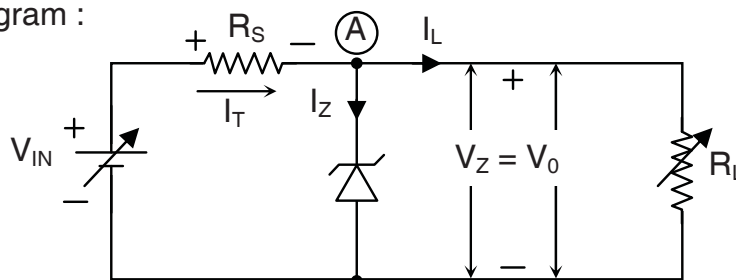 gram :
+ R_S − A I_L
I_T I_Z +
V_IN + V_Z = V_0 R_L
− −